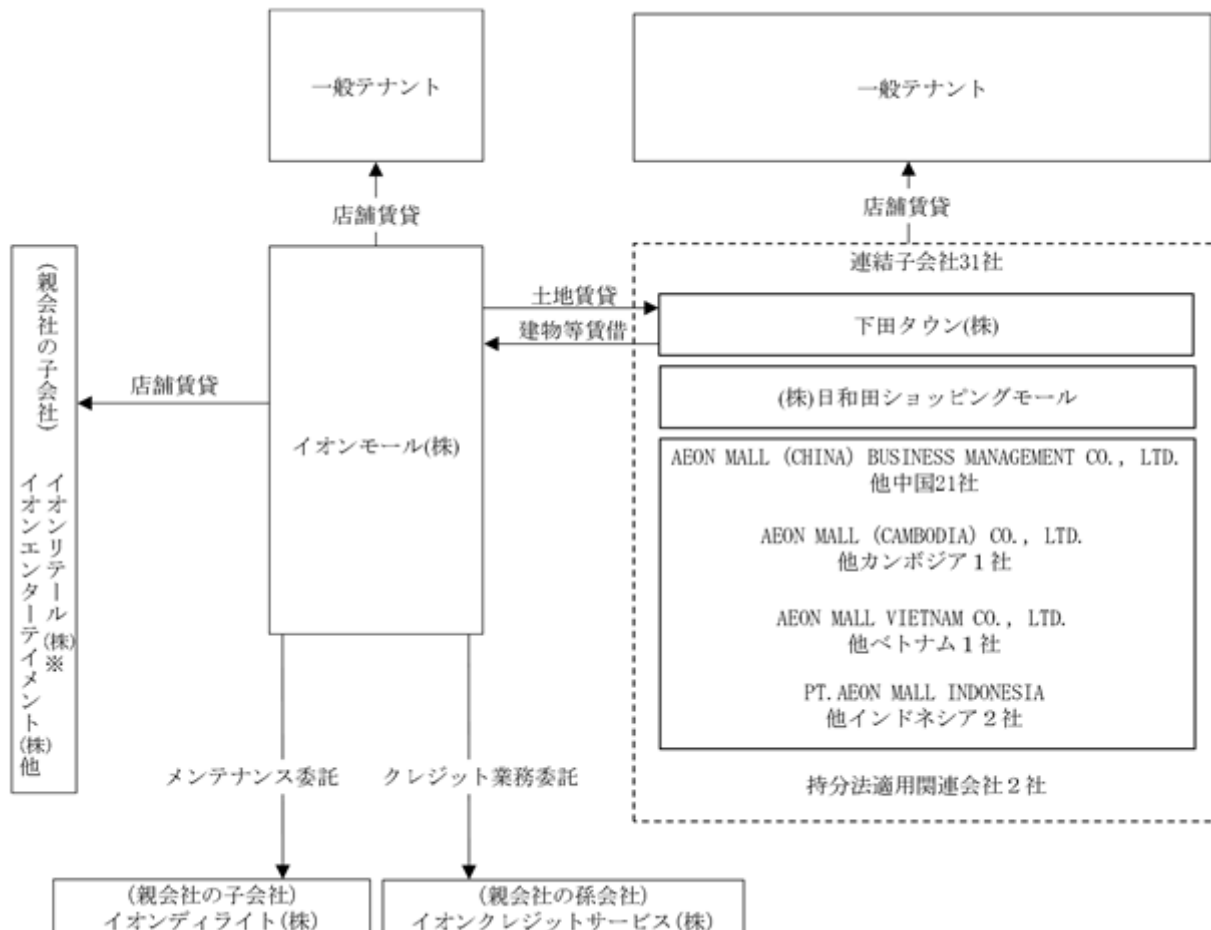 一般テナント
一般テナント
店舗賃貸
店舗賃貸
(親会社の子会社)
イオンリテール(株)※
イオンエンターテイメント(株)他
店舗賃貸
イオンモール(株)
土地賃貸
建物等賃借
連結子会社31社
下田タウン(株)
(株)日和田ショッピングモール
AEON MALL (CHINA) BUSINESS MANAGEMENT CO., LTD.
他中国21社
AEON MALL (CAMBODIA) CO., LTD.
他カンボジア1社
AEON MALL VIETNAM CO., LTD.
他ベトナム1社
PT.AEON MALL INDONESIA
他インドネシア2社
持分法適用関連会社2社
メンテナンス委託
クレジット業務委託
(親会社の子会社)
イオンディライト(株)
(親会社の孫会社)
イオンクレジットサービス(株)